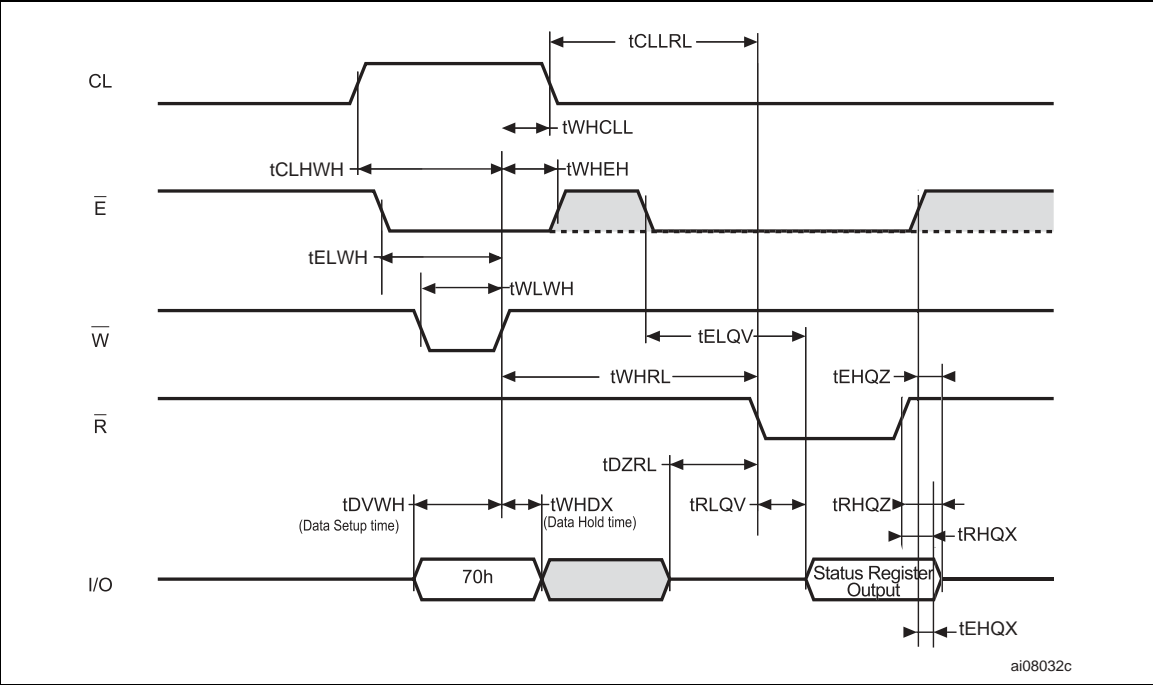 tCLLRL
CL
tWHCLL
tCLHWH
tWHEH
E
tELWH
tWLWH
W
tELQV
tWHRL
tEHQZ
R
tDZRL
tDVWH
(Data Setup time)
tWHDX
(Data Hold time)
tRLQV
tRHQZ
tRHQX
I/O
70h
Status Register
Output
tEHQX
ai08032c